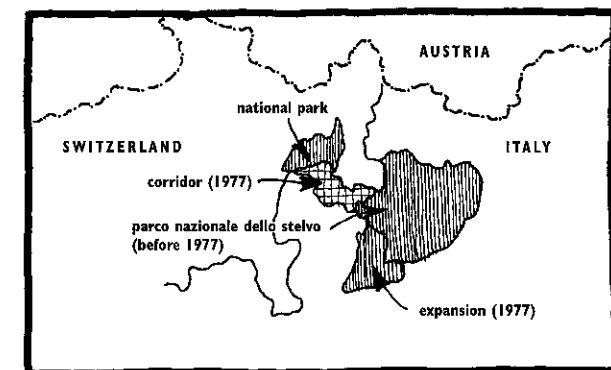 AUSTRIA
national park
SWITZERLAND
ITALY
corridor (1977)
parco nazionale dello stelvo
(before 1977)
expansion (1977)